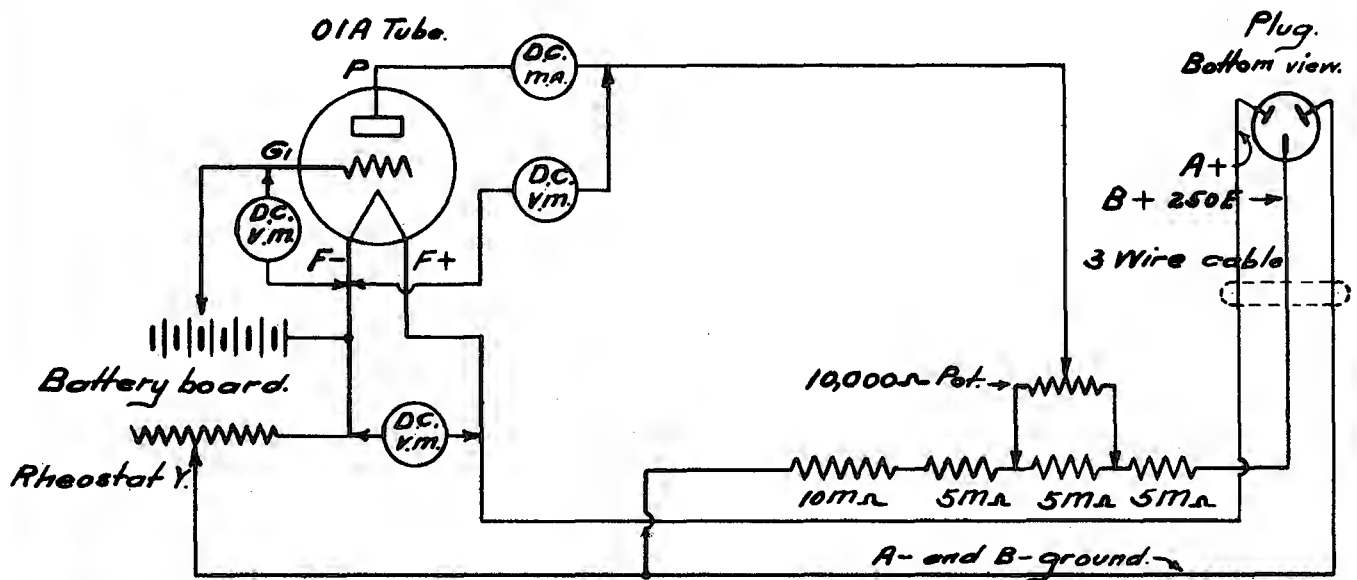 01A Tube.
Plug.
Bottom view.
P
D.C.
m.a.
G1
D.C.
V.m.
D.C.
V.m.
A+
B+ 250E
F-
F+
3 Wire cable
Battery board.
10,000Ω Pot.
D.C.
V.m.
Rheostat Y.
10MΩ
5MΩ
5MΩ
5MΩ
A- and B- ground.